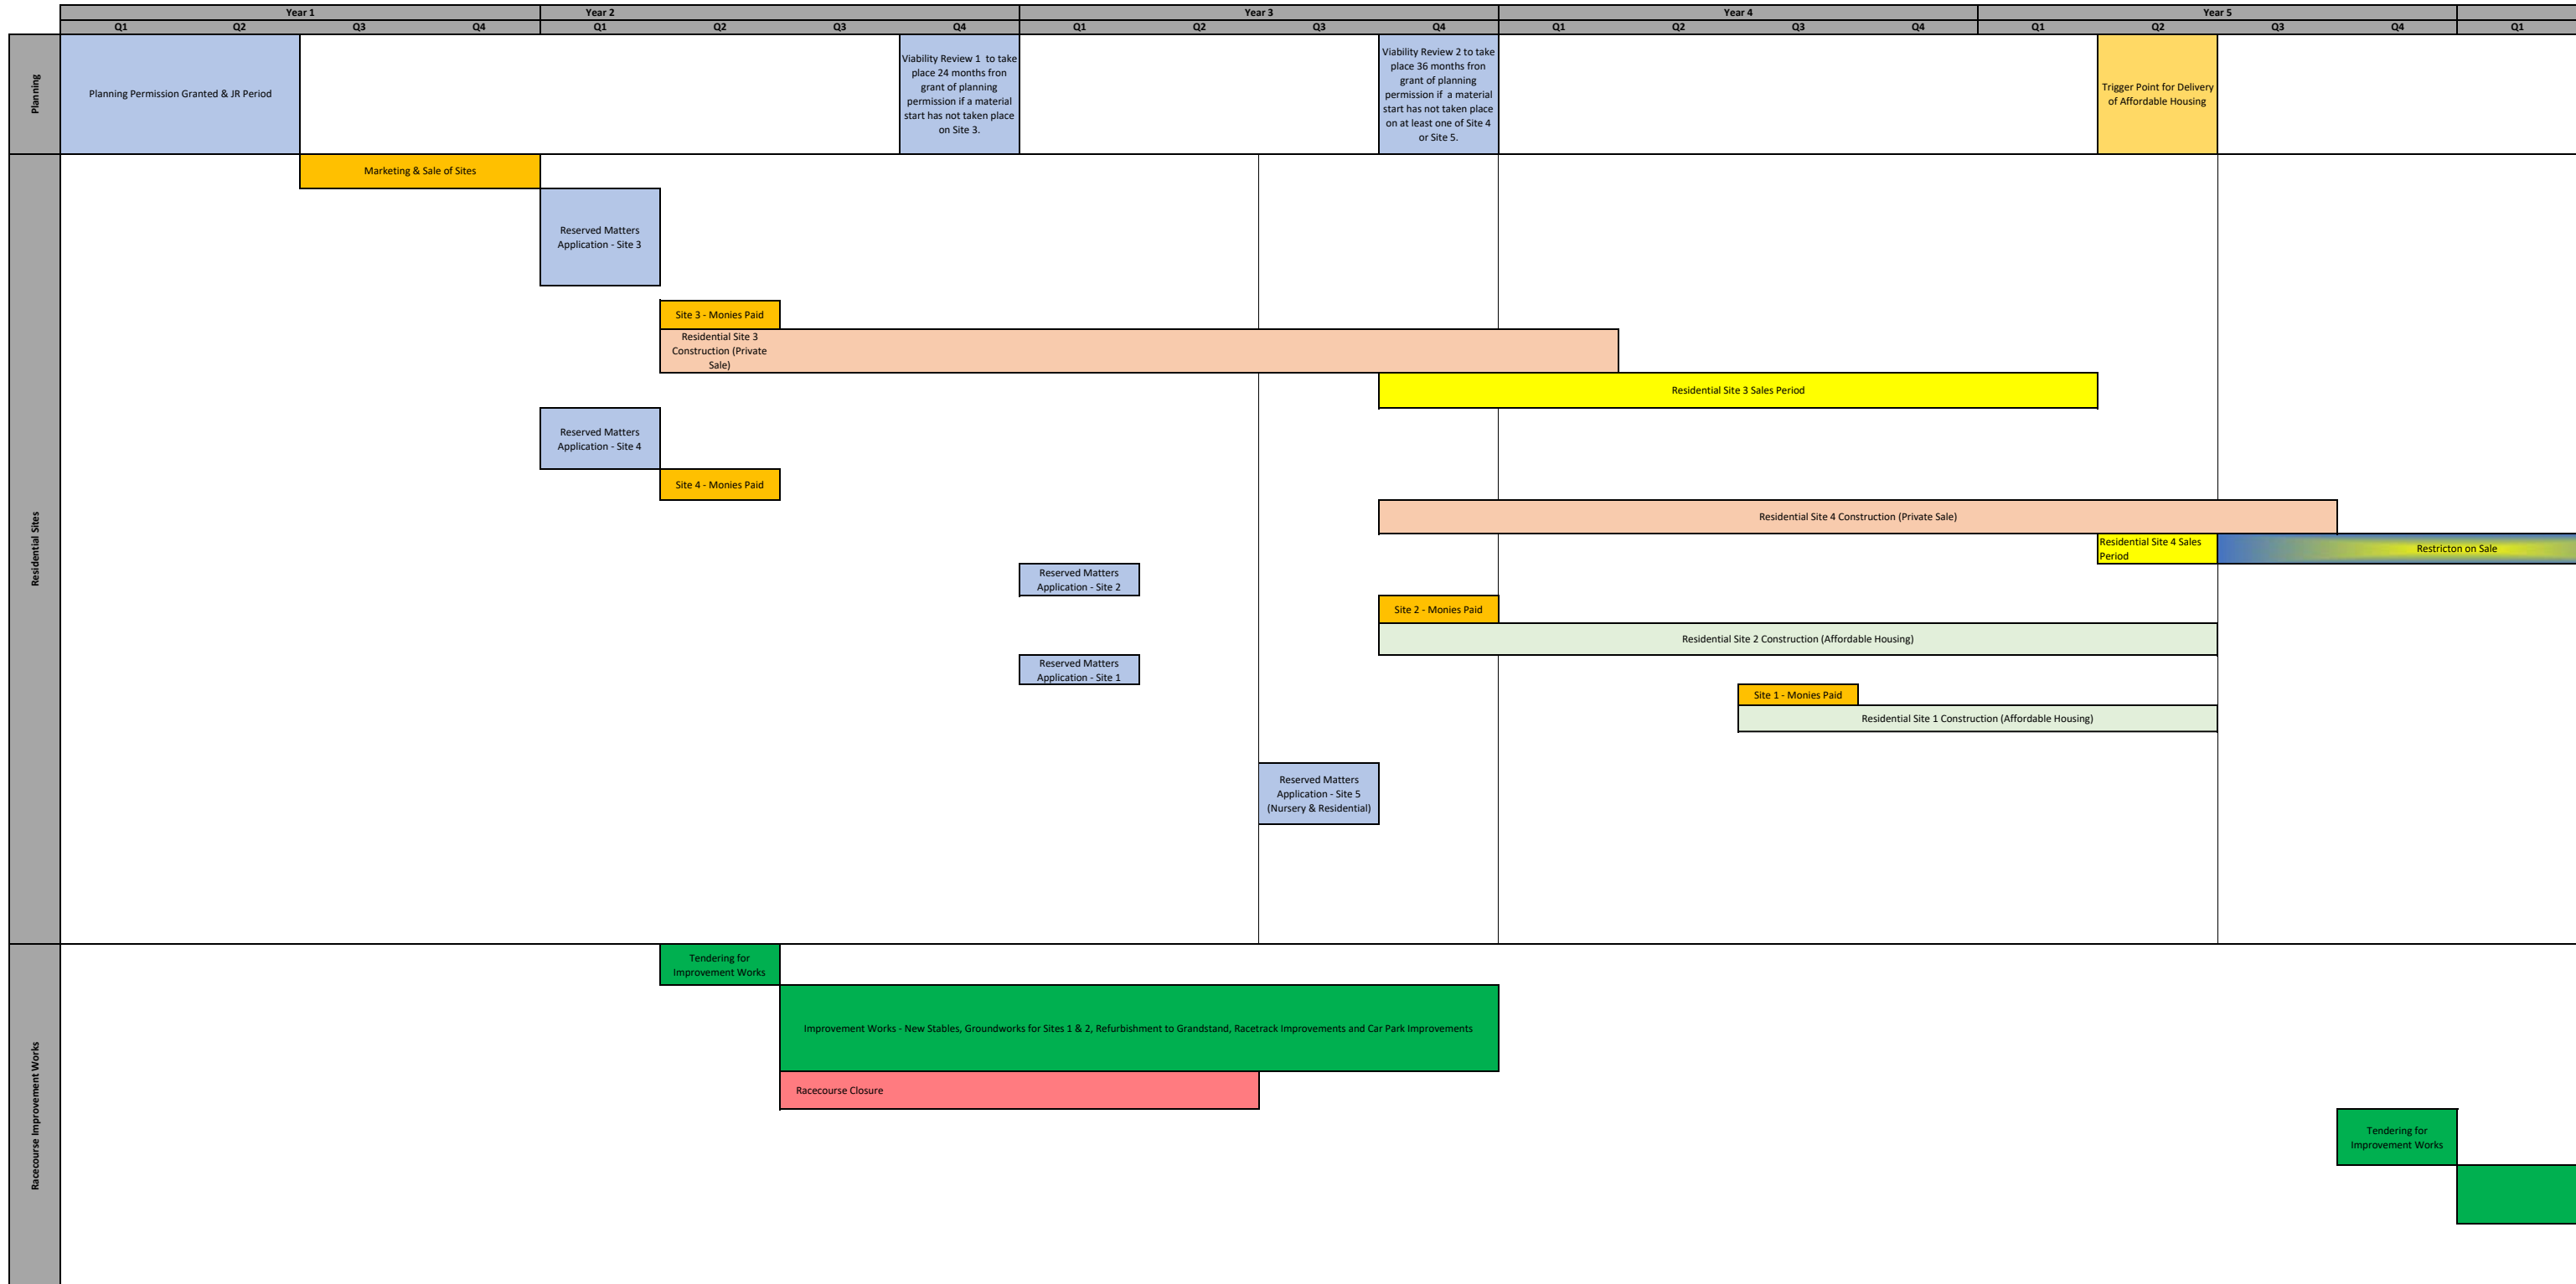 Year 1
Year 2
Year 3
Year 4
Year 5
Q1
Q2
Q3
Q4
Q1
Q2
Q3
Q4
Q1
Q2
Q3
Q4
Q1
Q2
Q3
Q4
Q1
Q2
Q3
Q4
Q1
Planning
Planning Permission Granted & JR Period
Viability Review 1 to take
place 24 months fron
grant of planning
permission if a material
start has not taken place
on Site 3.
Viability Review 2 to take
place 36 months fron
grant of planning
permission if a material
start has not taken place
on at least one of Site 4
or Site 5.
Trigger Point for Delivery
of Affordable Housing
Residential Sites
Marketing & Sale of Sites
Reserved Matters
Application - Site 3
Site 3 - Monies Paid
Residential Site 3
Construction (Private
Sale)
Residential Site 3 Sales Period
Reserved Matters
Application - Site 4
Site 4 - Monies Paid
Residential Site 4 Construction (Private Sale)
Residential Site 4 Sales
Period
Restricton on Sale
Reserved Matters
Application - Site 2
Site 2 - Monies Paid
Residential Site 2 Construction (Affordable Housing)
Reserved Matters
Application - Site 1
Site 1 - Monies Paid
Residential Site 1 Construction (Affordable Housing)
Reserved Matters
Application - Site 5
(Nursery & Residential)
Racecourse Improvement Works
Tendering for
Improvement Works
Improvement Works - New Stables, Groundworks for Sites 1 & 2, Refurbishment to Grandstand, Racetrack Improvements and Car Park Improvements
Racecourse Closure
Tendering for
Improvement Works